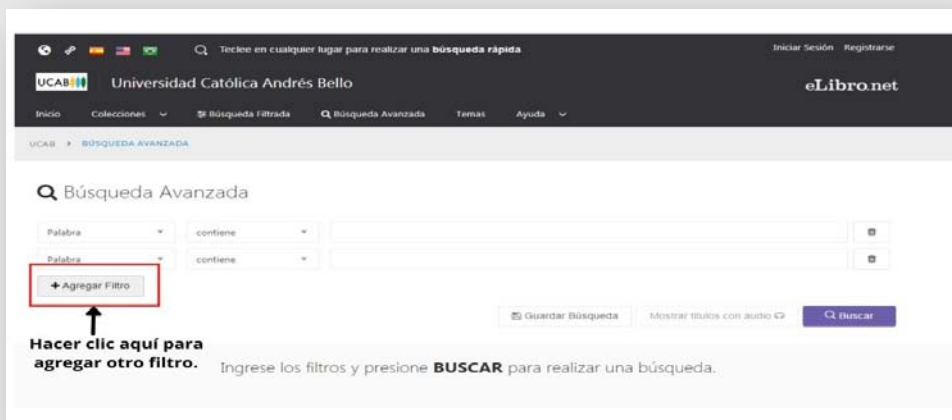 Teclee en cualquier lugar para realizar una búsqueda rápida
Iniciar Sesión Registrarse
UCAB Universidad Católica Andrés Bello
eLibro.net
Inicio Colecciones Búsqueda Filtrada Búsqueda Avanzada Temas Ayuda
UCAB BÚSQUEDA AVANZADA
Búsqueda Avanzada
Palabra contiene
Palabra contiene
+ Agregar Filtro
Guardar Búsqueda Mostrar títulos con audio Buscar
Hacer clic aquí para
agregar otro filtro.
Ingrese los filtros y presione BUSCAR para realizar una búsqueda.